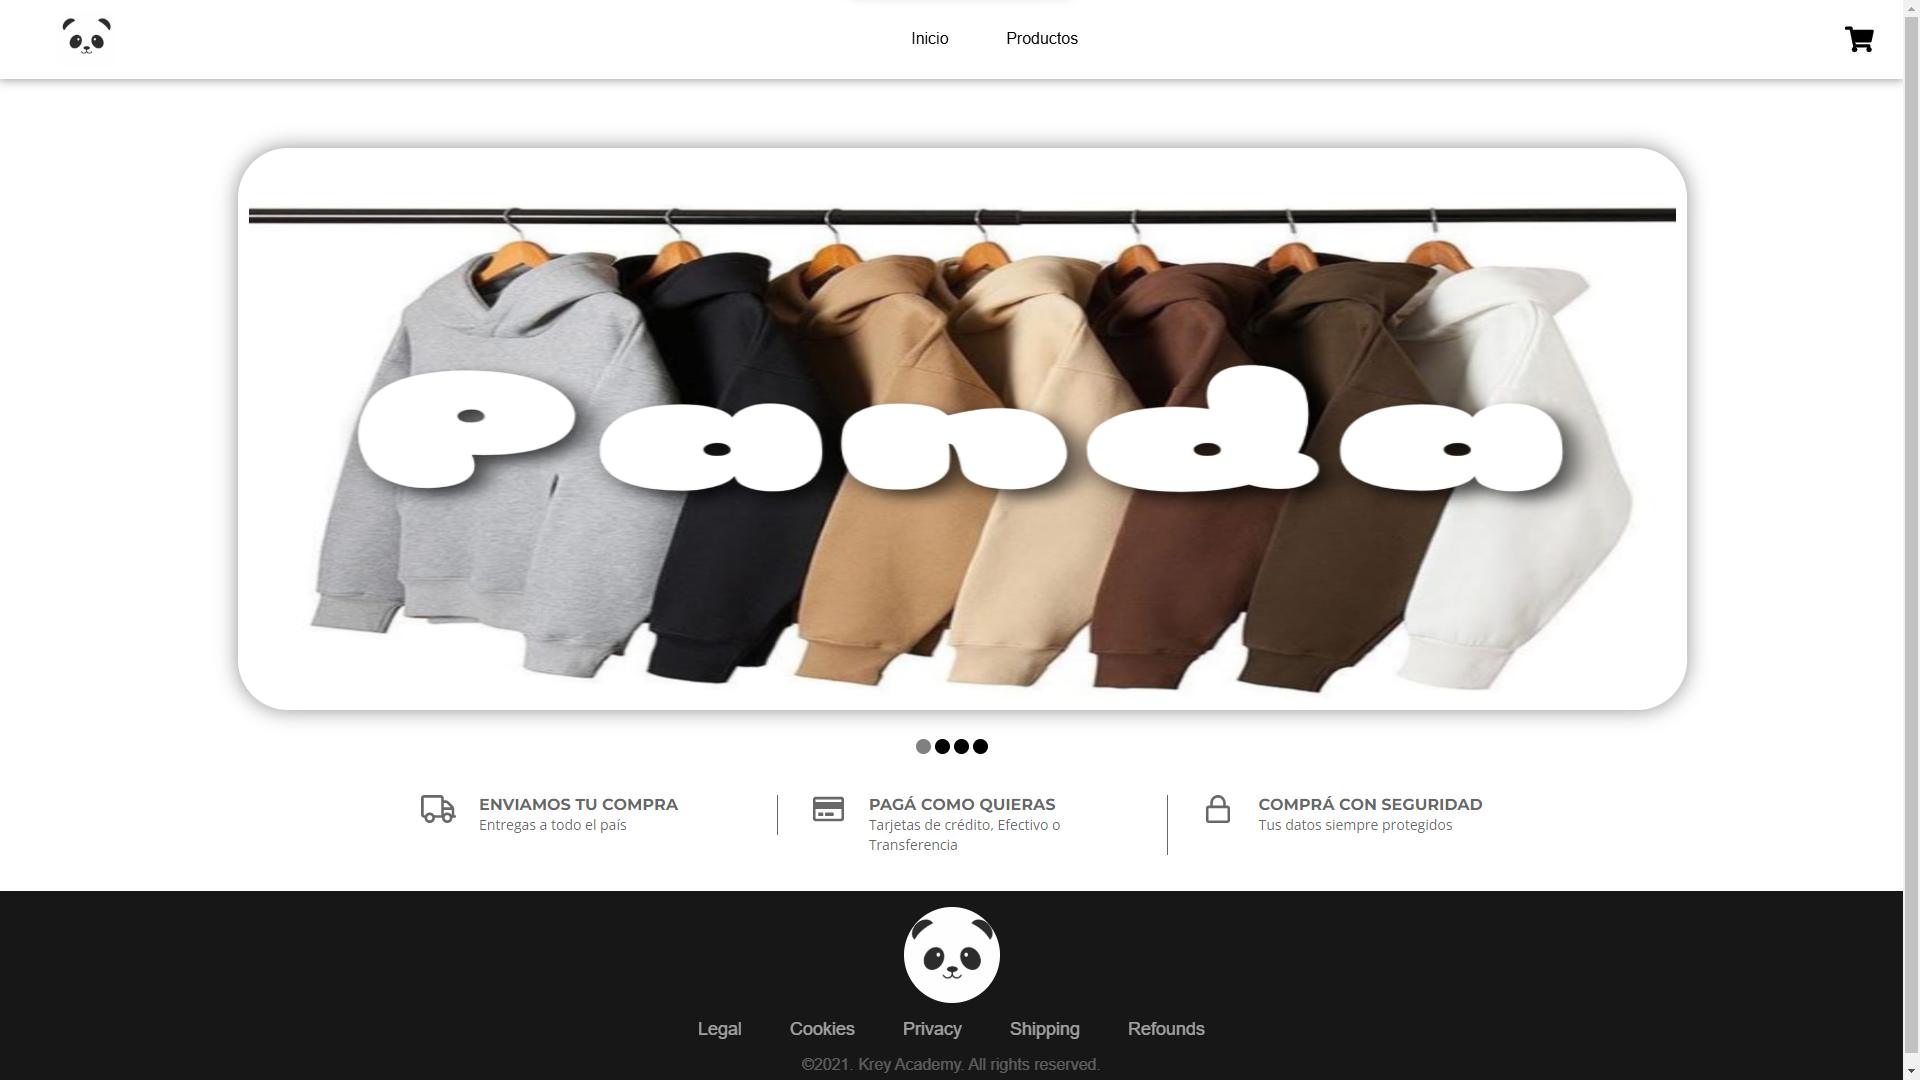 Inicio
Productos
Panda
ENVIAMOS TU COMPRA
Entregas a todo el país
PAGÁ COMO QUIERAS
Tarjetas de crédito, Efectivo o
Transferencia
COMPRÁ CON SEGURIDAD
Tus datos siempre protegidos
Legal
Cookies
Privacy
Shipping
Refounds
©2021. Krey Academy. All rights reserved.